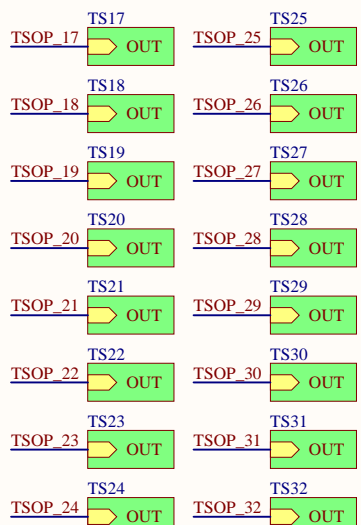 TS17 TS25
TSOP_17 OUT TSOP_25 OUT
TS18 TS26
TSOP_18 OUT TSOP_26 OUT
TS19 TS27
TSOP_19 OUT TSOP_27 OUT
TS20 TS28
TSOP_20 OUT TSOP_28 OUT
TS21 TS29
TSOP_21 OUT TSOP_29 OUT
TS22 TS30
TSOP_22 OUT TSOP_30 OUT
TS23 TS31
TSOP_23 OUT TSOP_31 OUT
TS24 TS32
TSOP_24 OUT TSOP_32 OUT